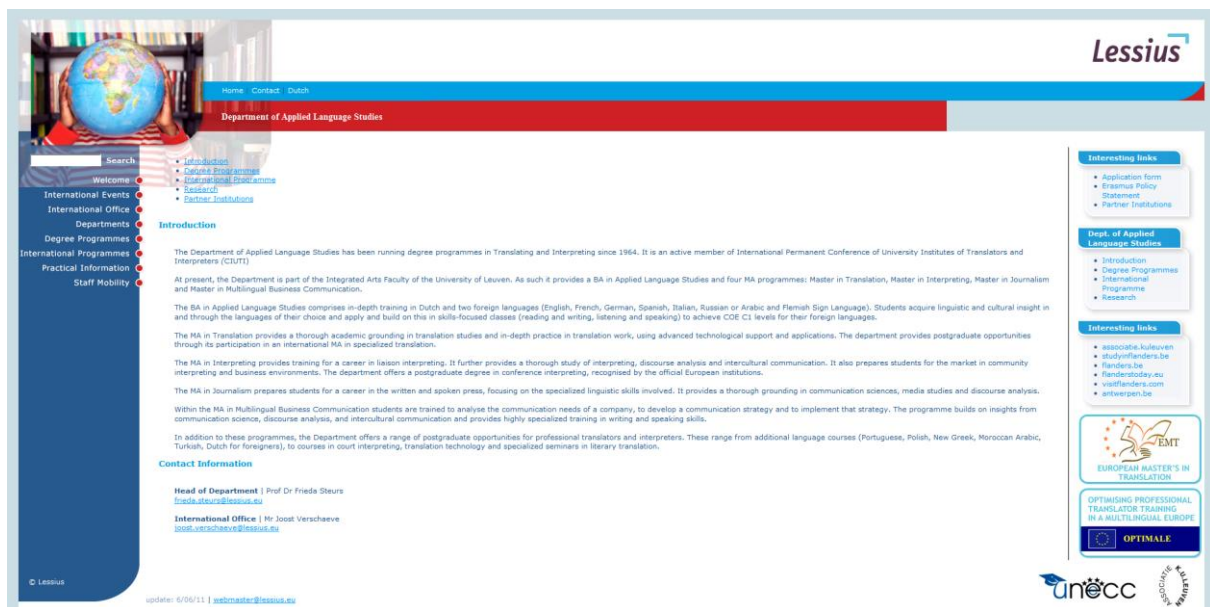 Lessius
Home Contact Dutch
Department of Applied Language Studies
Search
Welcome
International Events
International Office
Departments
Degree Programmes
International Programmes
Practical Information
Staff Mobility
© Lessius
• Introduction
• Degree Programmes
• International Programme
• Research
• Partner Institutions
Introduction
The Department of Applied Language Studies has been running degree programmes in Translating and Interpreting since 1964. It is an active member of International Permanent Conference of University Institutes of Translators and
Interpreters (CIUTI)
At present, the Department is part of the Integrated Arts Faculty of the University of Leuven. As such it provides a BA in Applied Language Studies and four MA programmes: Master in Translation, Master in Interpreting, Master in Journalism
and Master in Multilingual Business Communication.
The BA in Applied Language Studies comprises in-depth training in Dutch and two foreign languages (English, French, German, Spanish, Italian, Russian or Arabic and Flemish Sign Language). Students acquire linguistic and cultural insight in
and through the languages of their choice and apply and build on this in skills-focused classes (reading and writing, listening and speaking) to achieve COE C1 levels for their foreign languages.
The MA in Translation provides a thorough academic grounding in translation studies and in-depth practice in translation work, using advanced technological support and applications. The department provides postgraduate opportunities
through its participation in an international MA in specialized translation.
The MA in Interpreting provides training for a career in liaison interpreting. It further provides a thorough study of interpreting, discourse analysis and intercultural communication. It also prepares students for the market in community
interpreting and business environments. The department offers a postgraduate degree in conference interpreting, recognised by the official European institutions.
The MA in Journalism prepares students for a career in the written and spoken press, focusing on the specialized linguistic skills involved. It provides a thorough grounding in communication sciences, media studies and discourse analysis.
Within the MA in Multilingual Business Communication students are trained to analyse the communication needs of a company, to develop a communication strategy and to implement that strategy. The programme builds on insights from
communication science, discourse analysis, and intercultural communication and provides highly specialized training in writing and speaking skills.
In addition to these programmes, the Department offers a range of postgraduate opportunities for professional translators and interpreters. These range from additional language courses (Portuguese, Polish, New Greek, Moroccan Arabic,
Turkish, Dutch for foreigners), to courses in court interpreting, translation technology and specialized seminars in literary translation.
Contact Information
Head of Department | Prof Dr Frieda Steurs
frieda.steurs@lessius.eu
International Office | Mr Joost Verschaeve
joost.verschaeve@lessius.eu
update: 6/06/11 | webmaster@lessius.eu
Interesting links
• Application form
• Erasmus Policy
Statement
• Partner Institutions
Dept. of Applied
Language Studies
• Introduction
• Degree Programmes
• International
Programme
• Research
Interesting links
• associatie.kuleuven
• studyinflanders.be
• flanders.be
• flanderstoday.eu
• visitflanders.com
• antwerpen.be
EMT
EUROPEAN MASTER'S IN
TRANSLATION
OPTIMISING PROFESSIONAL
TRANSLATOR TRAINING
IN A MULTILINGUAL EUROPE
OPTIMALE
unecc
ASSOCIATIE K.U.LEUVEN